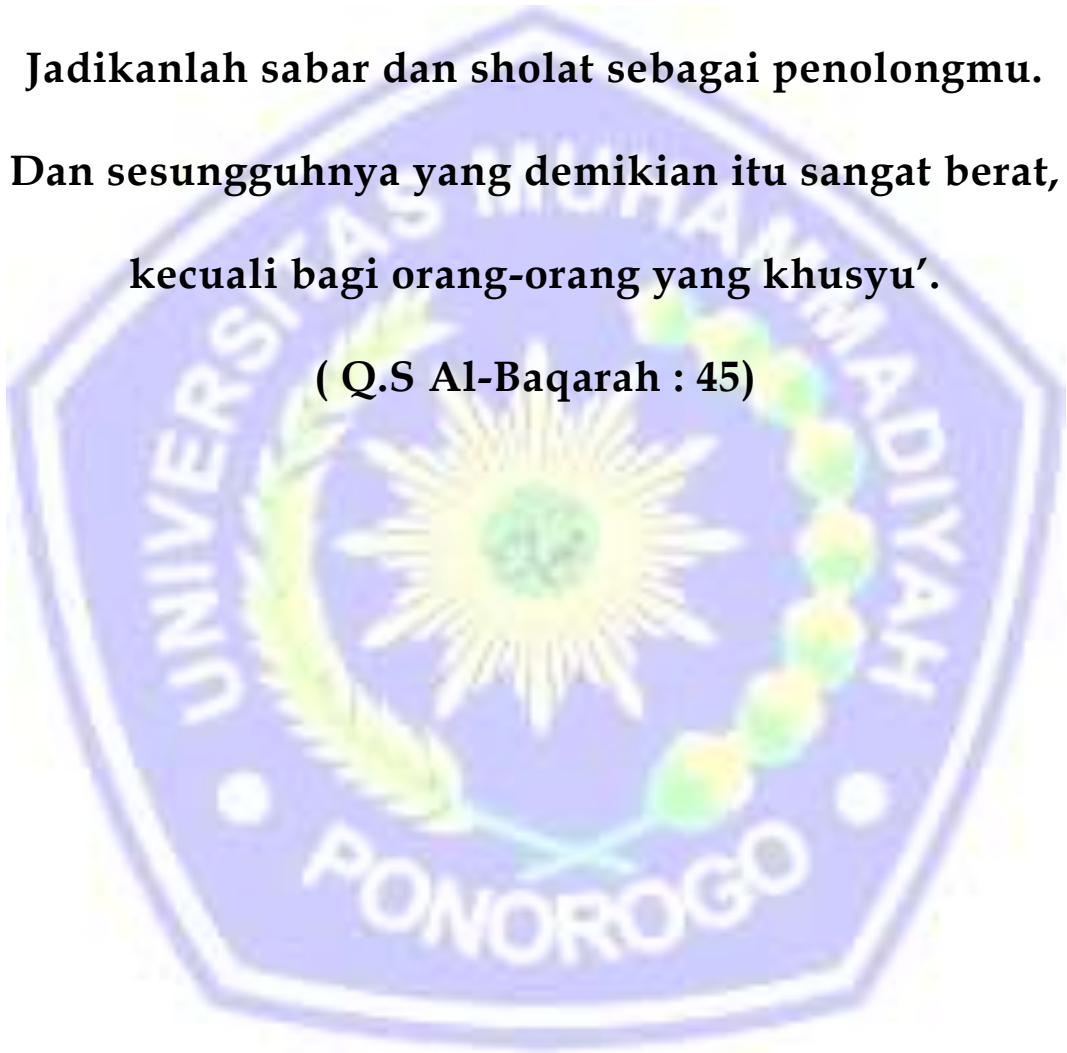 Jadikanlah sabar dan sholat sebagai penolongmu.
Dan sesungguhnya yang demikian itu sangat berat,
kecuali bagi orang-orang yang khusyu’.
( Q.S Al-Baqarah : 45)
UNIVERSITAS MUHAMMADIYAH
PONOROGO